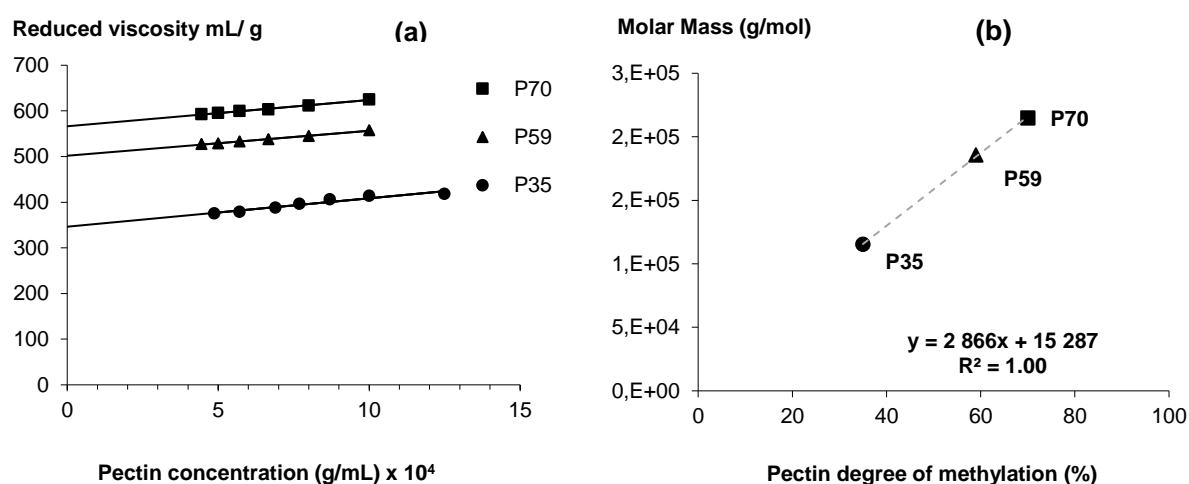 Reduced viscosity mL/ g
(a)
700
600
500
400
300
200
100
0
0
5
10
15
P70
P59
P35
Pectin concentration (g/mL) x 10⁴
Molar Mass (g/mol)
(b)
3,E+05
2,E+05
2,E+05
1,E+05
5,E+04
0,E+00
0
20
40
60
80
100
P70
P59
P35
y = 2 866x + 15 287
R² = 1.00
Pectin degree of methylation (%)